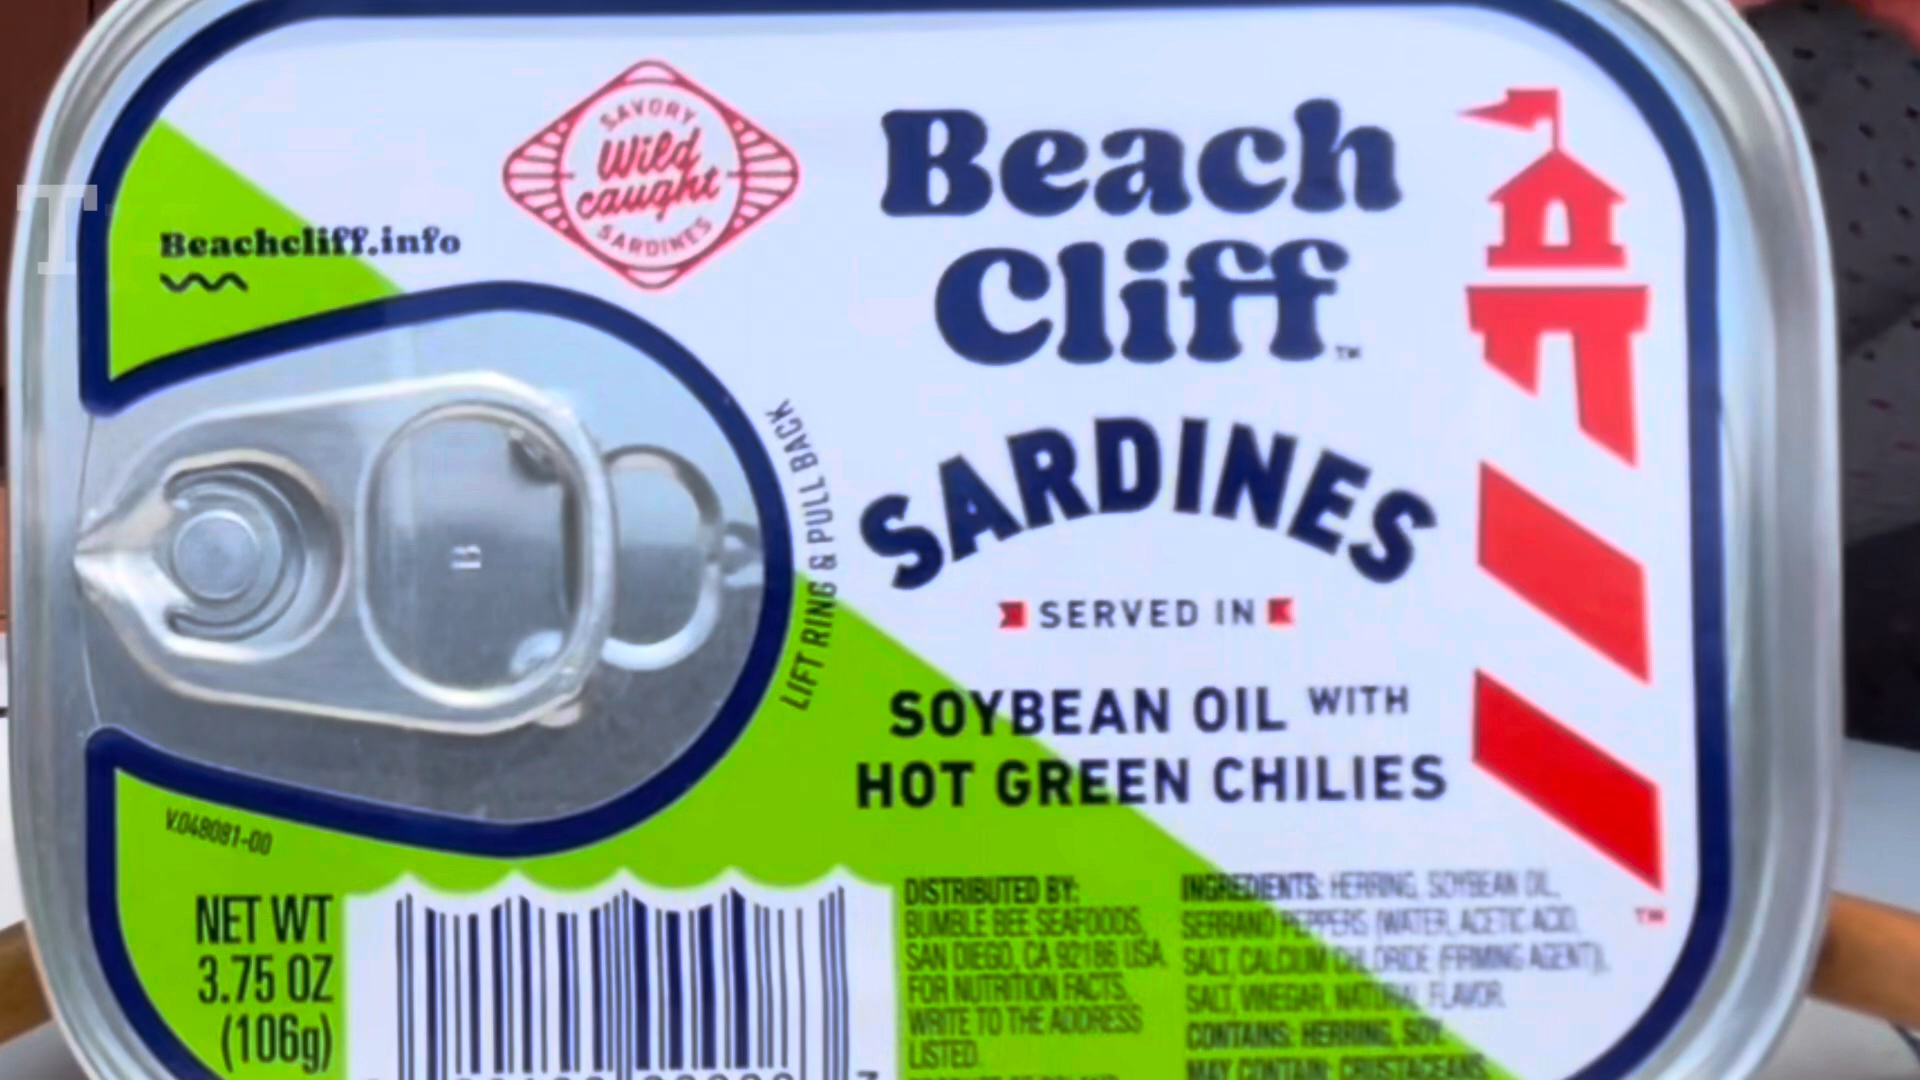 SAVORY
Wild
caught
SARDINES
Beachcliff.info
Beach
Cliff
TM
SARDINES
SERVED IN
SOYBEAN OIL WITH
HOT GREEN CHILIES
LIFT RING & PULL BACK
V.048081-00
NET WT
3.75 OZ
(106g)
DISTRIBUTED BY:
BUMBLE BEE SEAFOODS,
SAN DIEGO, CA 92186 USA.
FOR NUTRITION FACTS,
WRITE TO THE ADDRESS
LISTED.
INGREDIENTS: HERRING, SOYBEAN OIL,
SERRANO PEPPERS (WATER, ACETIC ACID,
SALT, CALCIUM CHLORIDE (FIRMING AGENT),
SALT, VINEGAR, NATURAL FLAVOR.
CONTAINS: HERRING, SOY.
MAY CONTAIN: CRUSTACEANS
TM